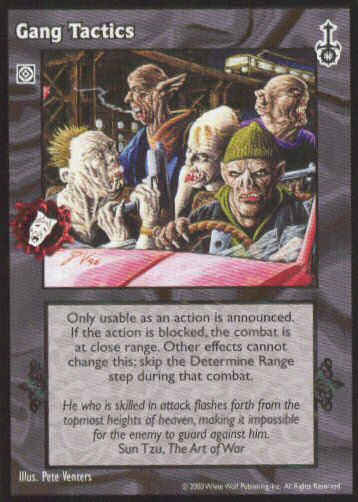 Gang Tactics
Only usable as an action is announced.
If the action is blocked, the combat is
at close range. Other effects cannot
change this; skip the Determine Range
step during that combat.
He who is skilled in attack flashes forth from the
topmost heights of heaven, making it impossible
for the enemy to guard against him.
Sun Tzu, The Art of War
Illus. Pete Venters
© 2000 White Wolf Publishing, Inc. All Rights Reserved.